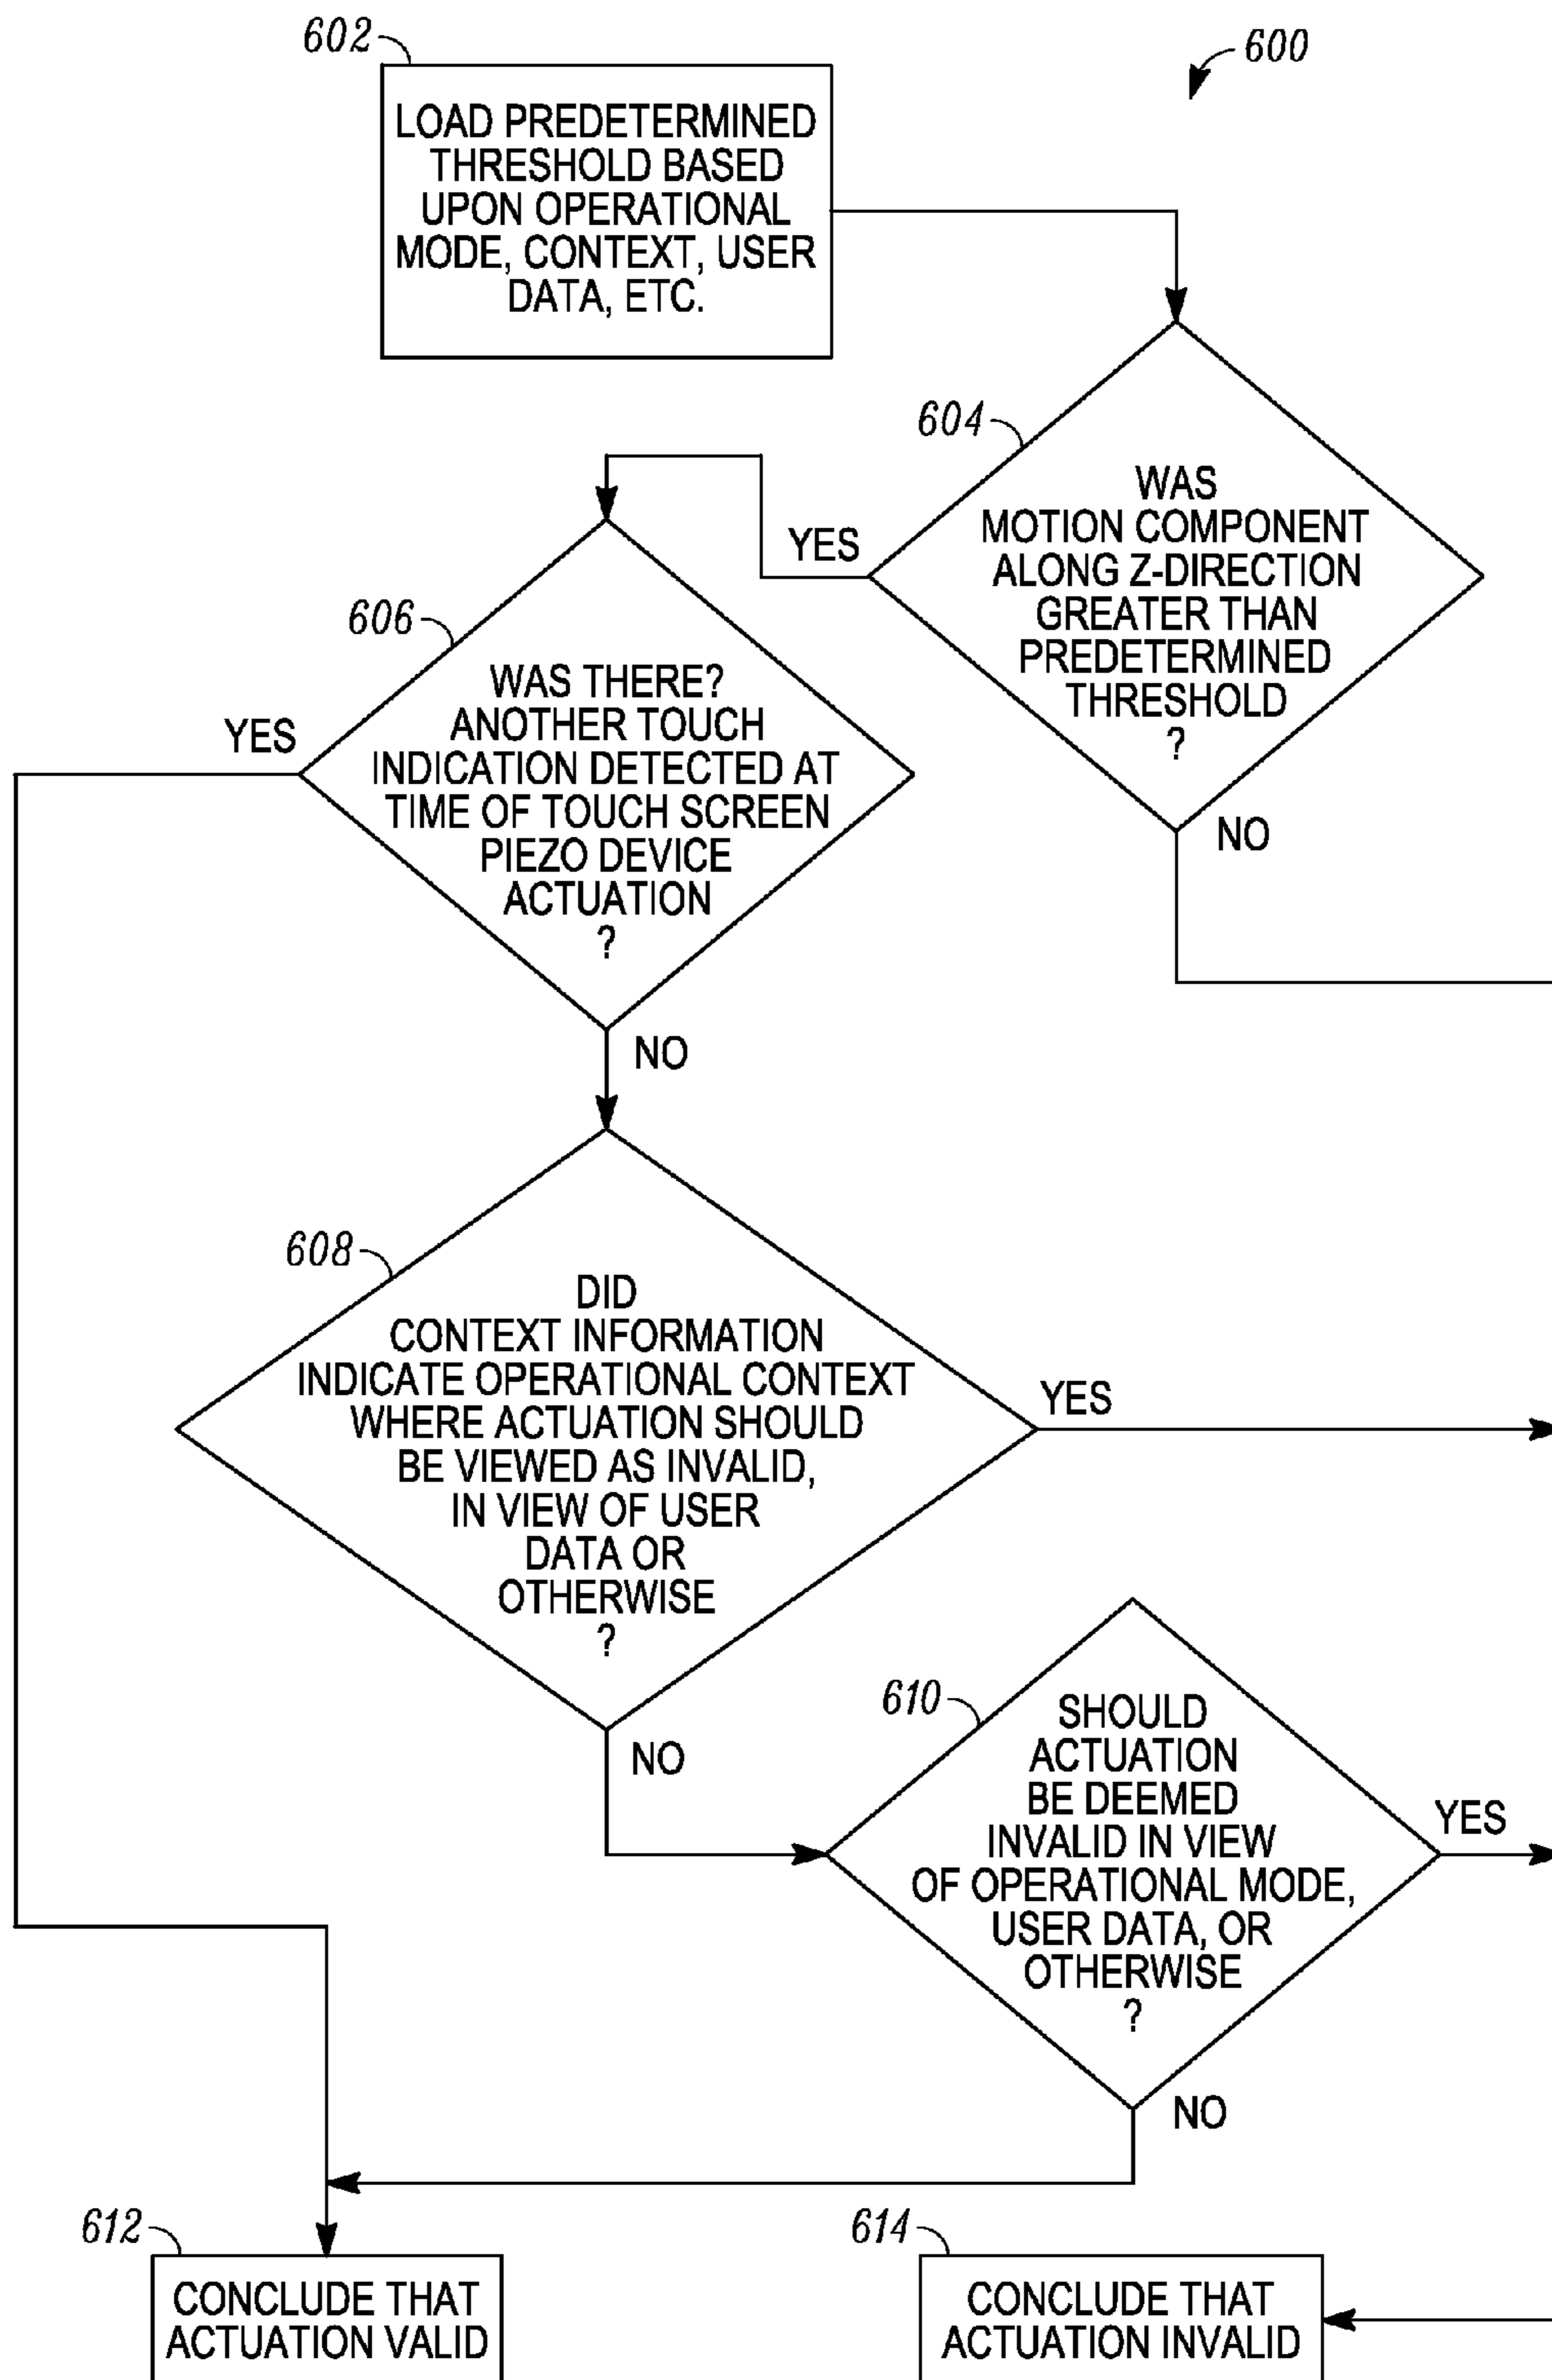 602
600
LOAD PREDETERMINED
THRESHOLD BASED
UPON OPERATIONAL
MODE, CONTEXT, USER
DATA, ETC.
604
WAS
MOTION COMPONENT
ALONG Z-DIRECTION
GREATER THAN
PREDETERMINED
THRESHOLD
?
YES
NO
606
WAS THERE?
ANOTHER TOUCH
INDICATION DETECTED AT
TIME OF TOUCH SCREEN
PIEZO DEVICE
ACTUATION
?
YES
NO
608
DID
CONTEXT INFORMATION
INDICATE OPERATIONAL CONTEXT
WHERE ACTUATION SHOULD
BE VIEWED AS INVALID,
IN VIEW OF USER
DATA OR
OTHERWISE
?
YES
NO
610
SHOULD
ACTUATION
BE DEEMED
INVALID IN VIEW
OF OPERATIONAL MODE,
USER DATA, OR
OTHERWISE
?
YES
NO
612
CONCLUDE THAT
ACTUATION VALID
614
CONCLUDE THAT
ACTUATION INVALID